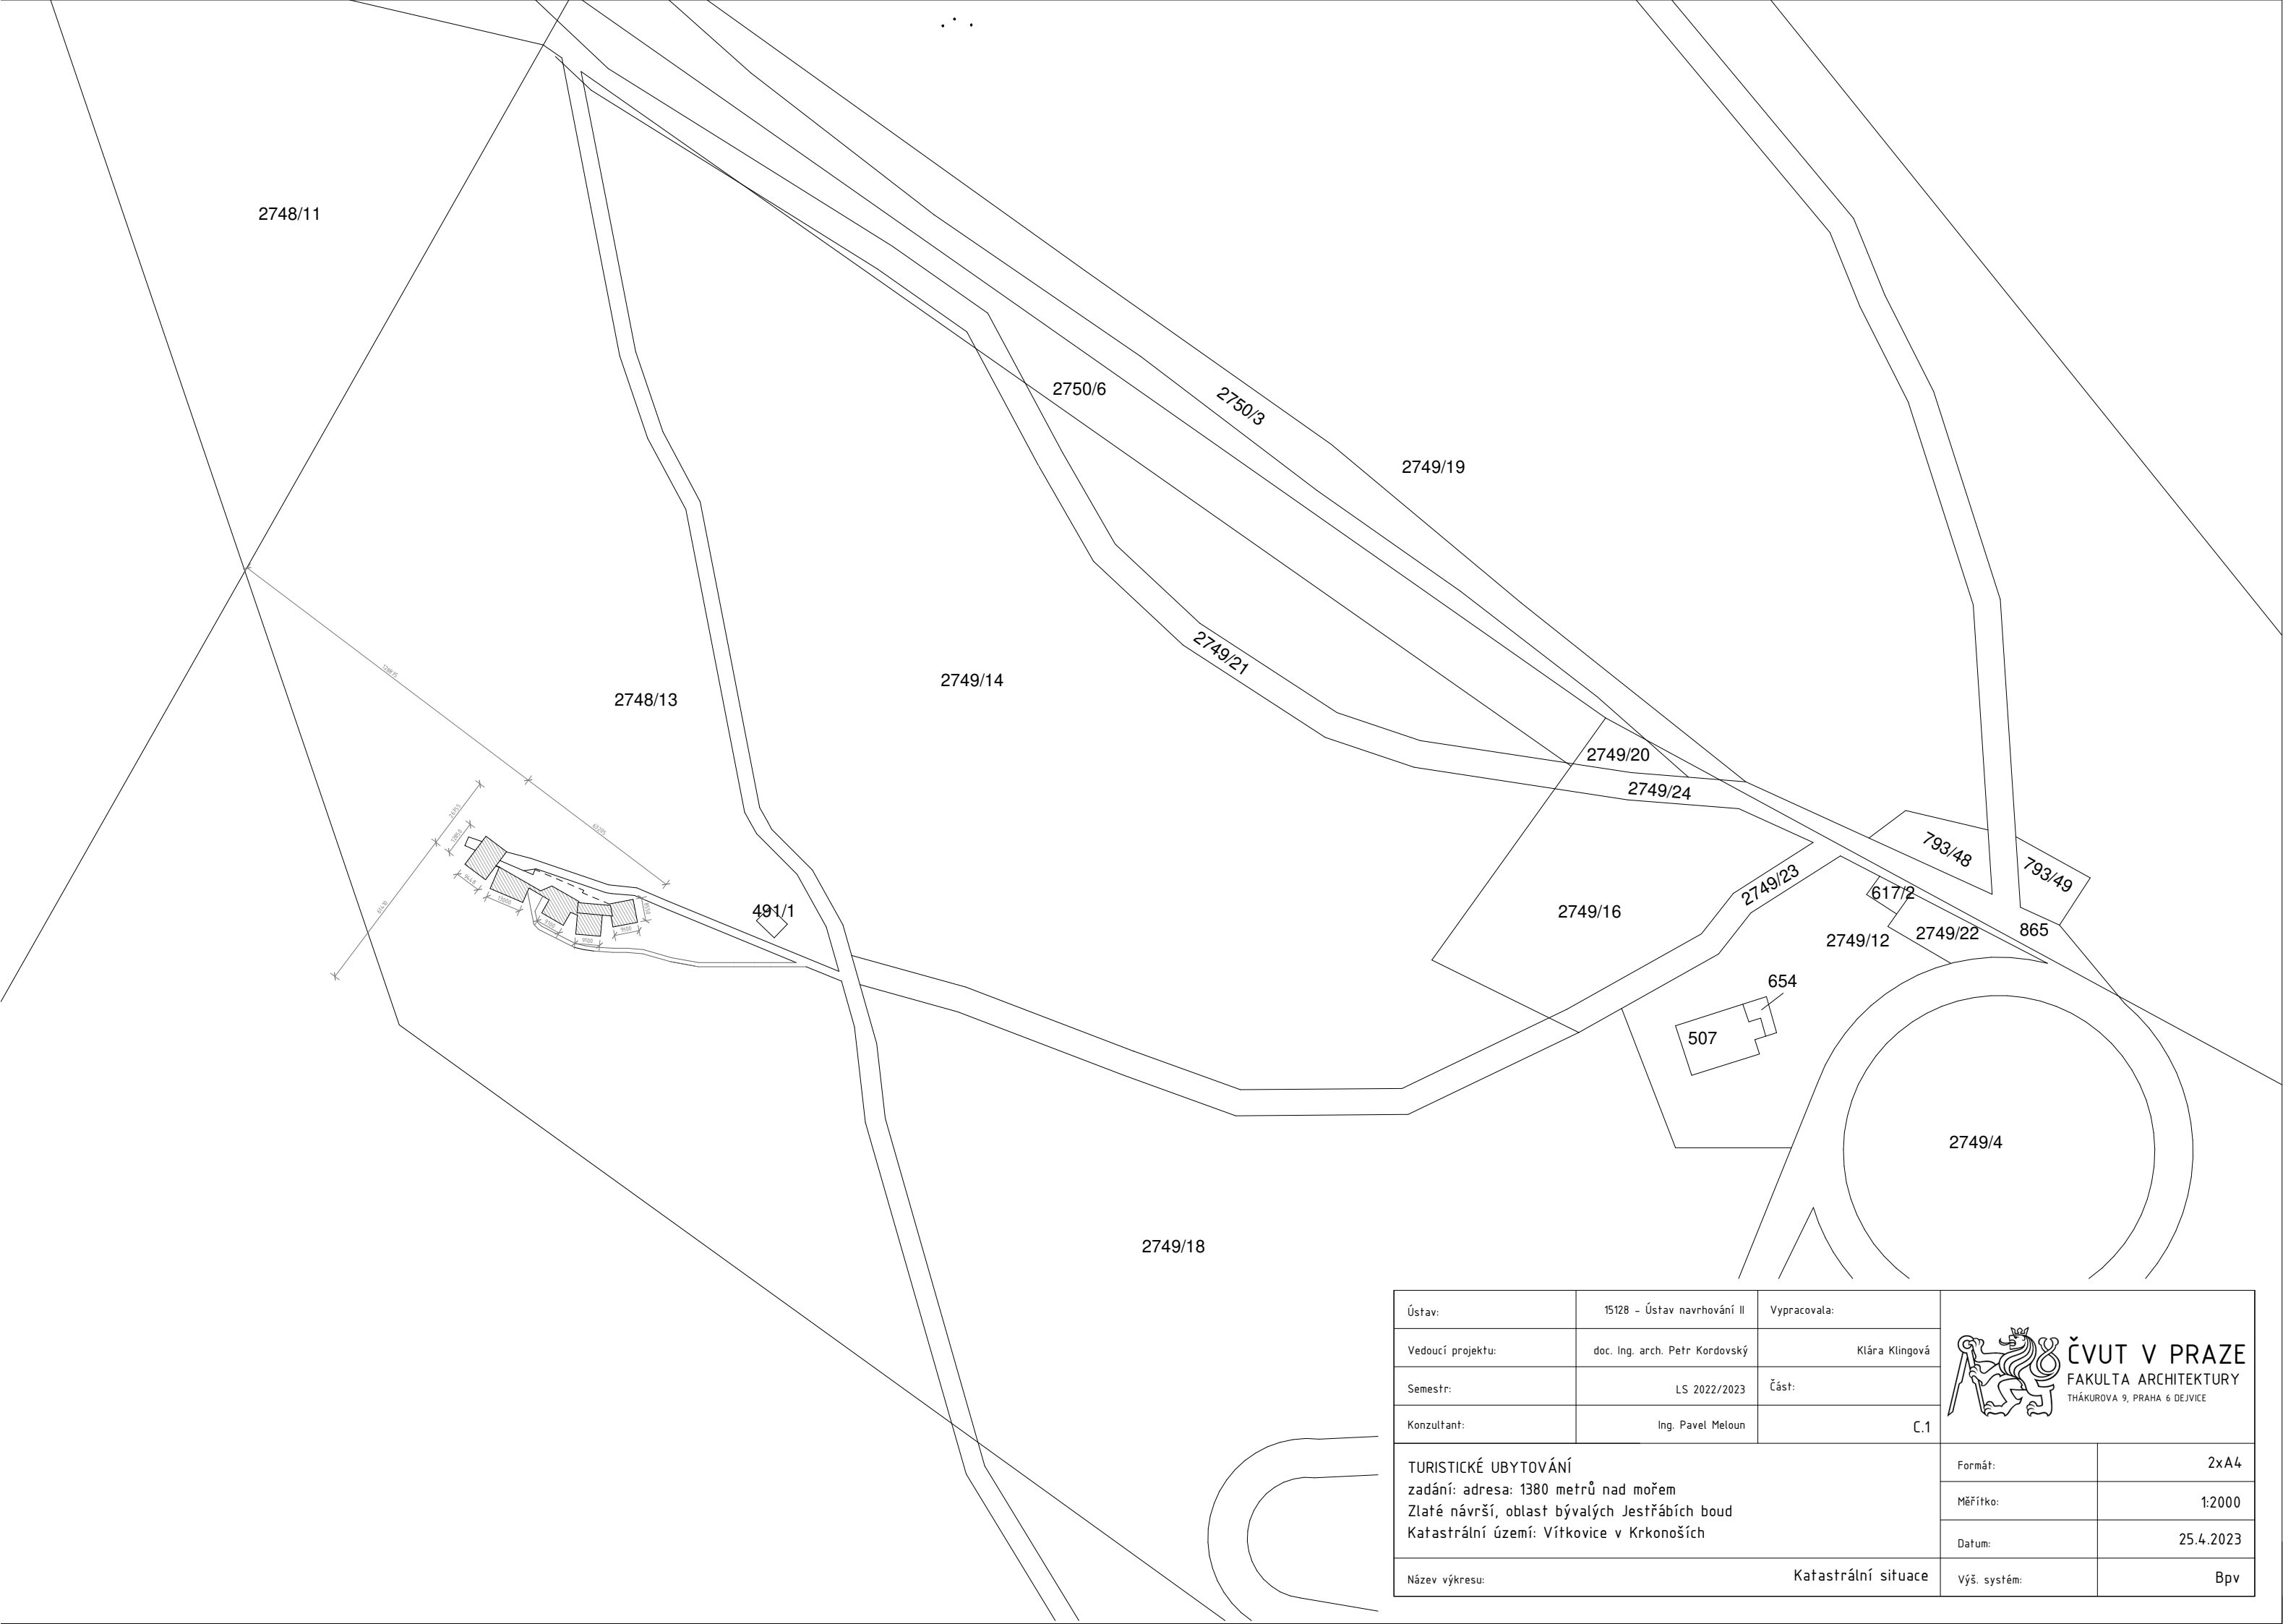 2748/11
2750/6
2750/3
2749/19
2749/21
2748/13
2749/14
2749/20
2749/24
793/48
793/49
2749/23
617/2
491/1
2749/16
865
2749/22
2749/12
654
507
2749/4
2749/18
13000
9100
9100
Ústav:
15128 - Ústav navrhování II
Vypracovala:
Vedoucí projektu:
doc. Ing. arch. Petr Kordovský
Klára Klingová
Semestr:
LS 2022/2023
Část:
Konzultant:
Ing. Pavel Meloun
C.1
ČVUT V PRAZE
FAKULTA ARCHITEKTURY
THÁKUROVA 9, PRAHA 6 DEJVICE
TURISTICKÉ UBYTOVÁNÍ
zadání: adresa: 1380 metrů nad mořem
Zlaté návrší, oblast bývalých Jestřábích boud
Katastrální území: Vítkovice v Krkonoších
Formát:
2xA4
Měřítko:
1:2000
Datum:
25.4.2023
Název výkresu:
Katastrální situace
Výš. systém:
Bpv